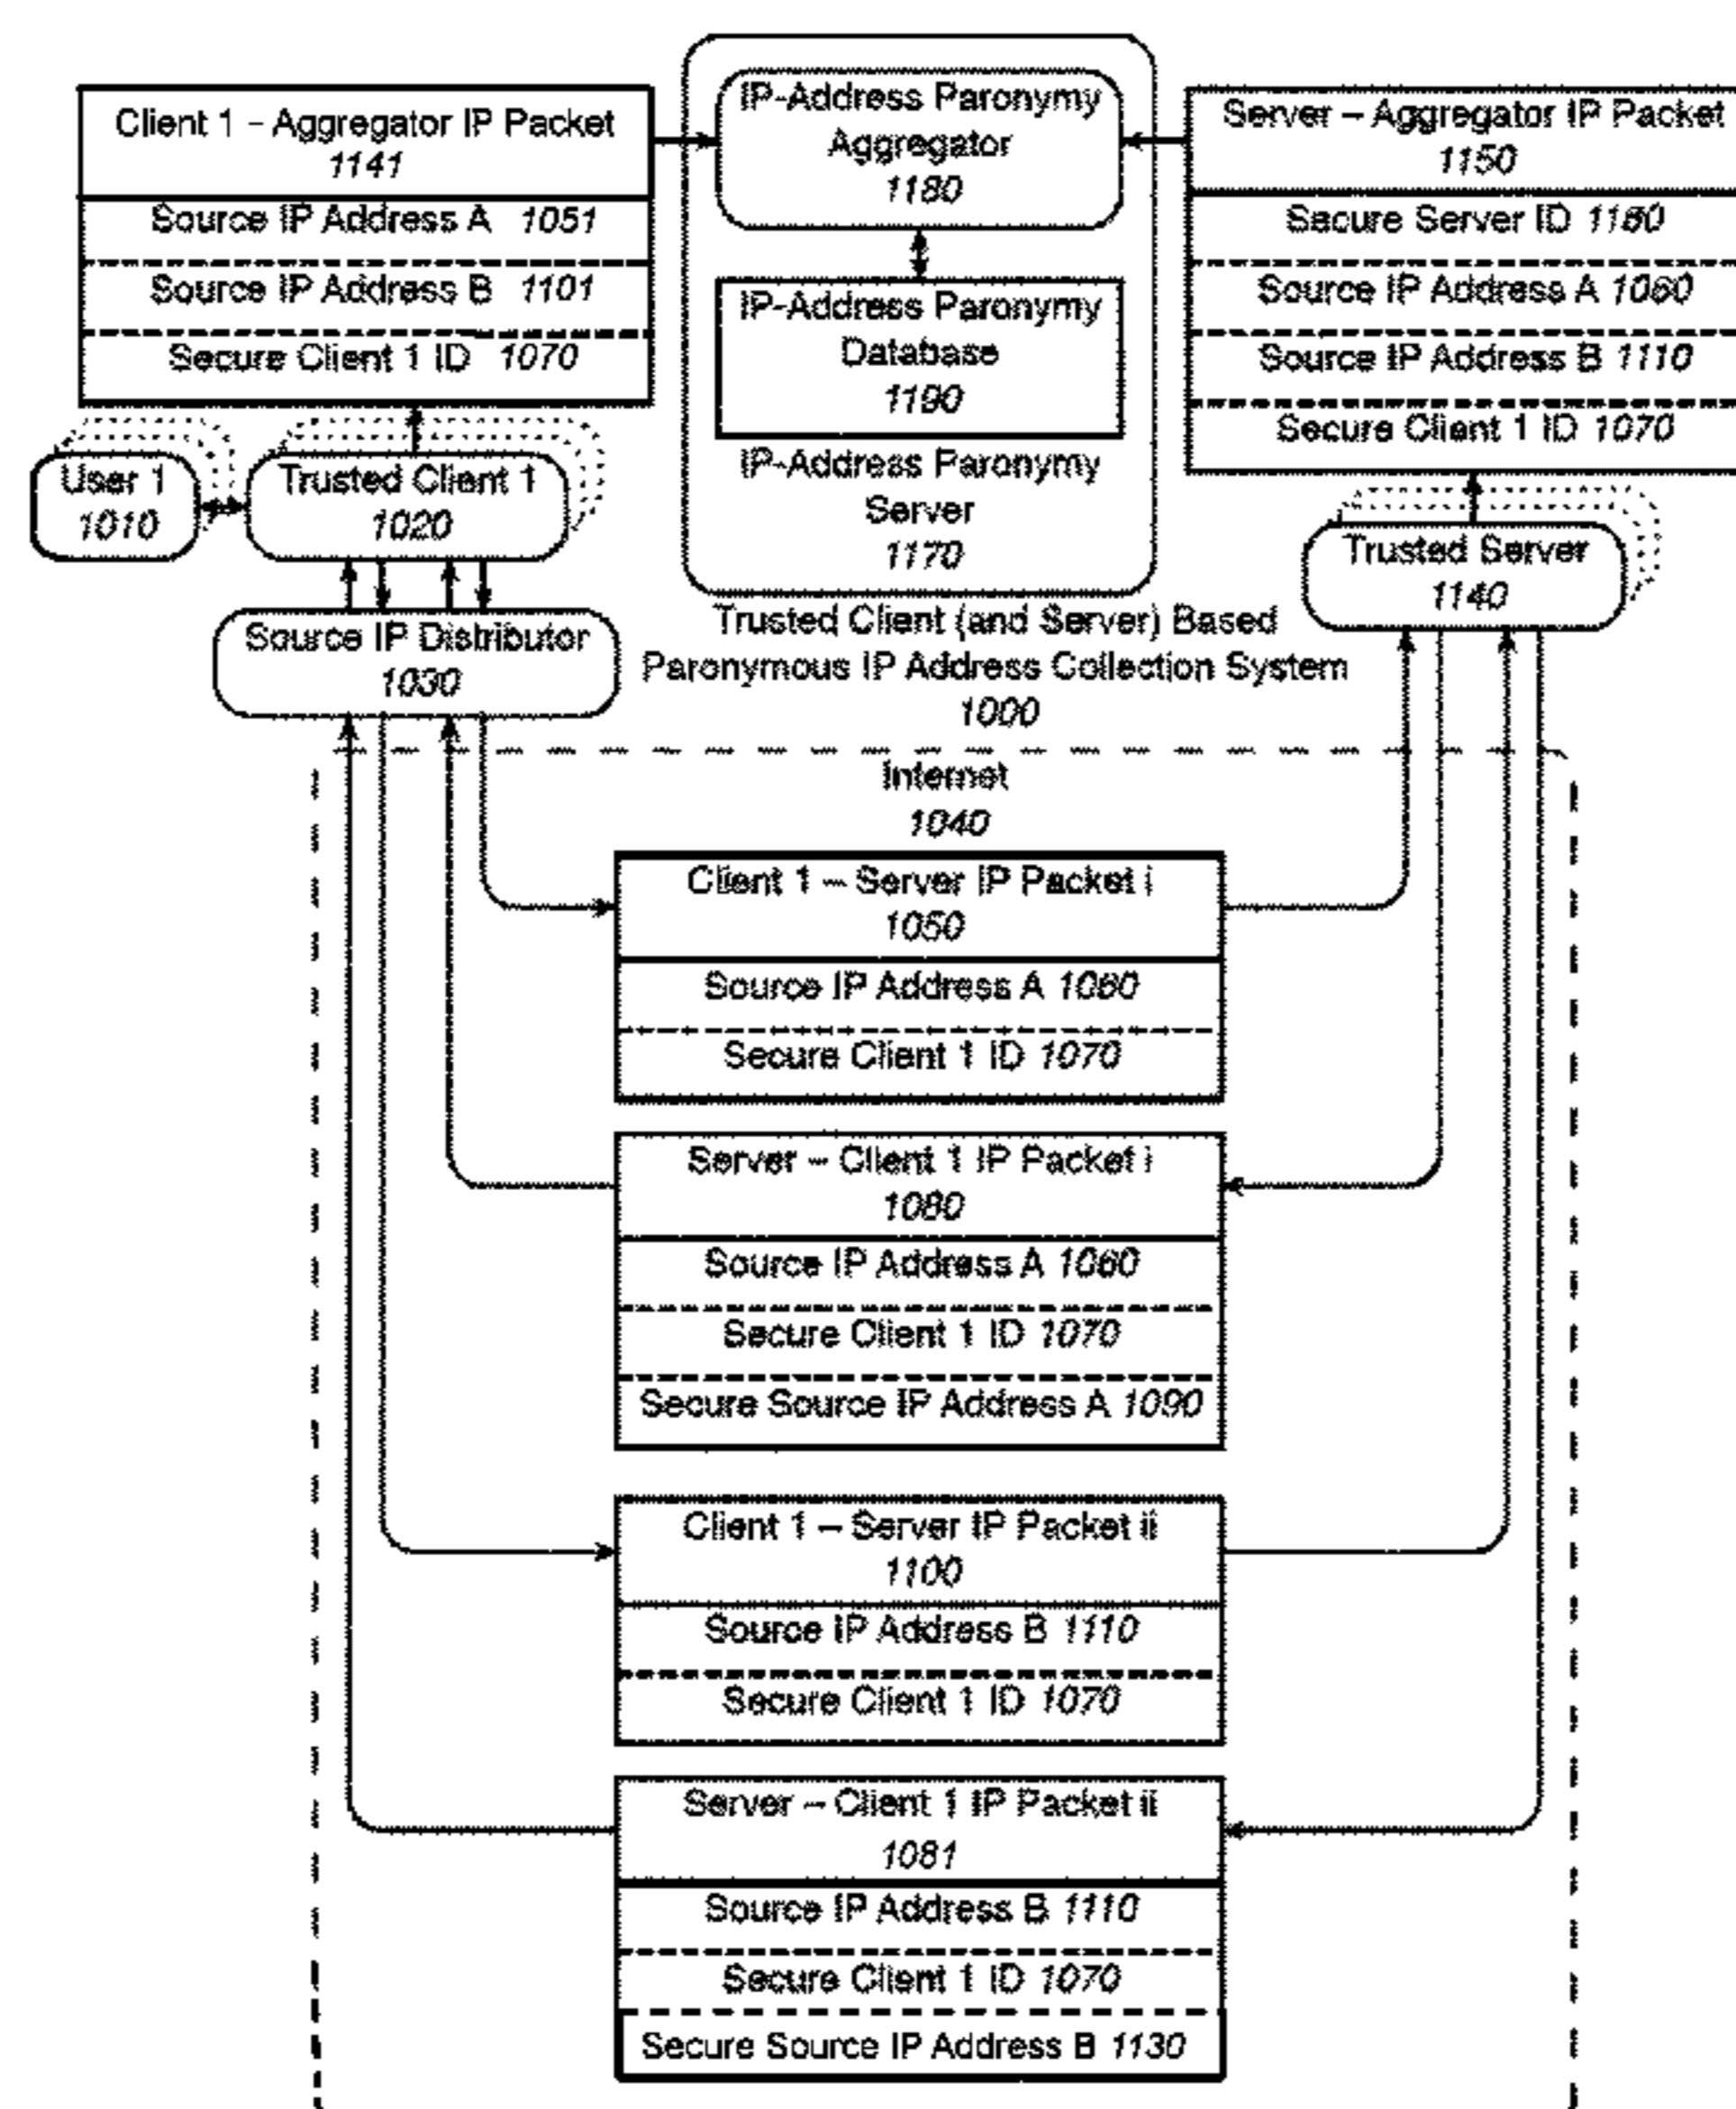 Client 1 – Aggregator IP Packet
1141
Source IP Address A 1051
Source IP Address B 1101
Secure Client 1 ID 1070
IP-Address Paronymy
Aggregator
1180
IP-Address Paronymy
Database
1190
IP-Address Paronymy
Server
1170
Server – Aggregator IP Packet
1150
Secure Server ID 1160
Source IP Address A 1060
Source IP Address B 1110
Secure Client 1 ID 1070
User 1
1010
Trusted Client 1
1020
Trusted Server
1140
Source IP Distributor
1030
Trusted Client (and Server) Based
Paronymous IP Address Collection System
1000
Internet
1040
Client 1 – Server IP Packet i
1050
Source IP Address A 1060
Secure Client 1 ID 1070
Server – Client 1 IP Packet i
1080
Source IP Address A 1060
Secure Client 1 ID 1070
Secure Source IP Address A 1090
Client 1 – Server IP Packet ii
1100
Source IP Address B 1110
Secure Client 1 ID 1070
Server – Client 1 IP Packet ii
1081
Source IP Address B 1110
Secure Client 1 ID 1070
Secure Source IP Address B 1130